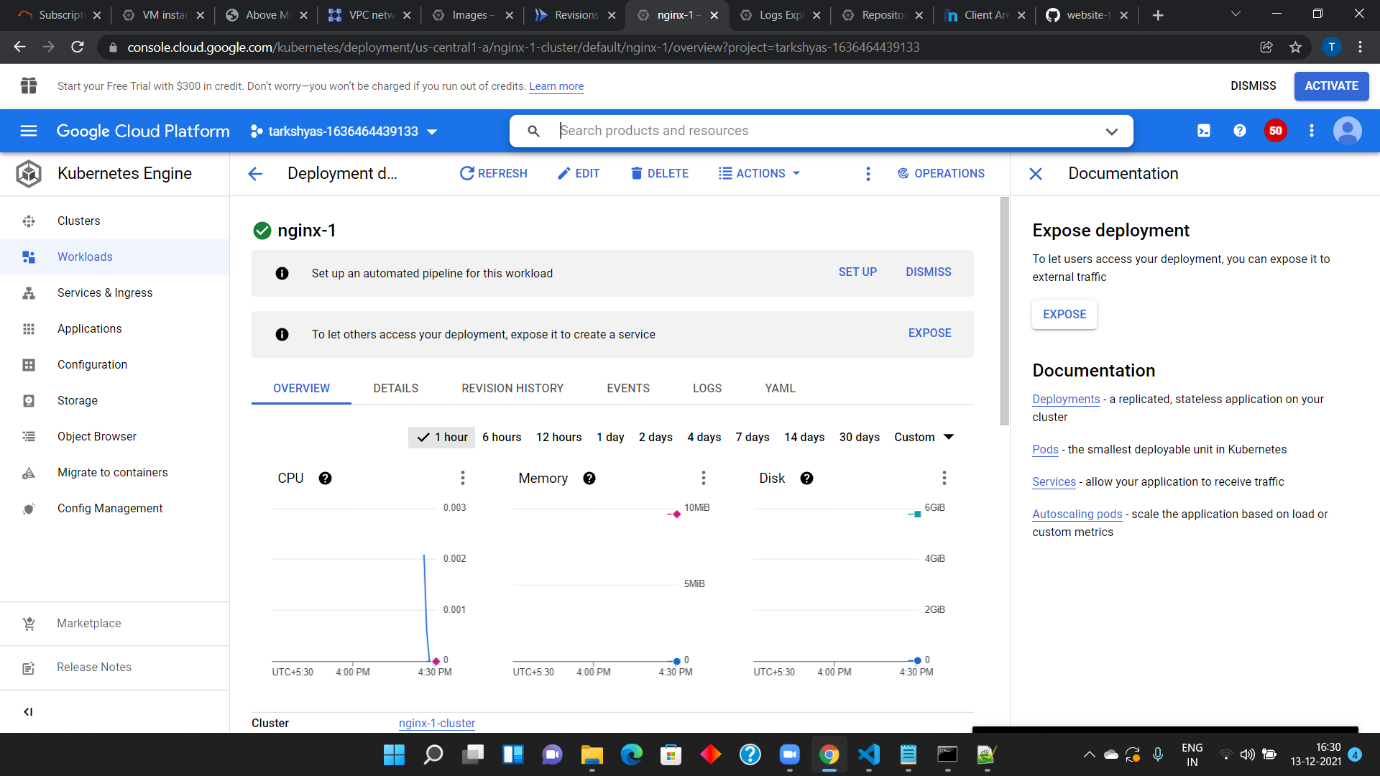 Subscripti
VM instan
Above Me
VPC netw
Images –
Revisions
nginx-1 –
Logs Expl
Repositor
Client Are
website-t
console.cloud.google.com/kubernetes/deployment/us-central1-a/nginx-1-cluster/default/nginx-1/overview?project=tarkshyas-1636464439133
T
Start your Free Trial with $300 in credit. Don't worry—you won't be charged if you run out of credits. Learn more
DISMISS
ACTIVATE
Google Cloud Platform
tarkshyas-1636464439133
Search products and resources
50
Kubernetes Engine
Clusters
Workloads
Services & Ingress
Applications
Configuration
Storage
Object Browser
Migrate to containers
Config Management
Marketplace
Release Notes
Deployment d...
REFRESH
EDIT
DELETE
ACTIONS
OPERATIONS
nginx-1
Set up an automated pipeline for this workload
SET UP
DISMISS
To let others access your deployment, expose it to create a service
EXPOSE
OVERVIEW
DETAILS
REVISION HISTORY
EVENTS
LOGS
YAML
1 hour
6 hours
12 hours
1 day
2 days
4 days
7 days
14 days
30 days
Custom
CPU
0.003
0.002
0.001
0
UTC+5:30
4:00 PM
4:30 PM
Memory
10MiB
5MiB
0
UTC+5:30
4:00 PM
4:30 PM
Disk
6GiB
4GiB
2GiB
0
UTC+5:30
4:00 PM
4:30 PM
Cluster
nginx-1-cluster
Documentation
Expose deployment
To let users access your deployment, you can expose it to
external traffic
EXPOSE
Documentation
Deployments - a replicated, stateless application on your
cluster
Pods - the smallest deployable unit in Kubernetes
Services - allow your application to receive traffic
Autoscaling pods - scale the application based on load or
custom metrics
ENG
IN
16:30
13-12-2021
4